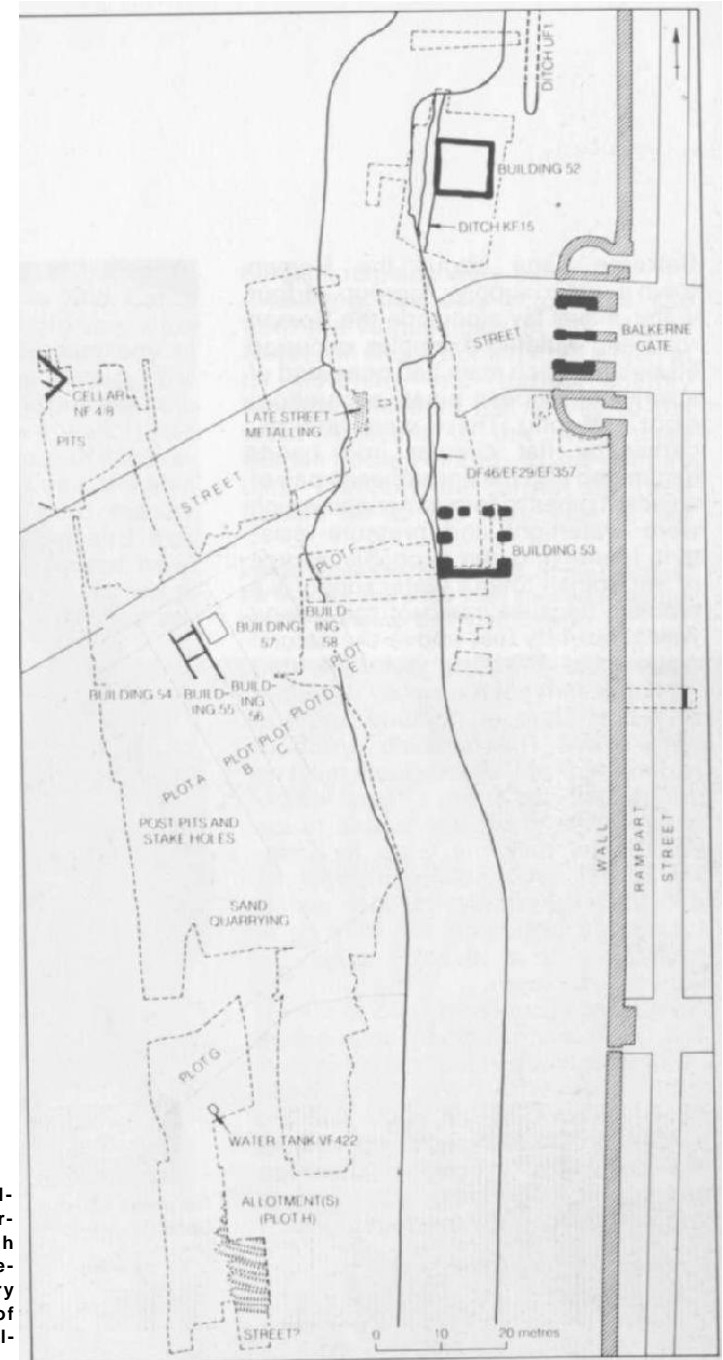 DITCH UF1
BUILDING 52
DITCH KF15
STREET
BALKERNE
GATE
CELLAR
NF 4/8
PITS
LATE STREET
METALLING
STREET
DF46/EF29/EF357
BUILDING 53
PLOT F
BUILDING
57
BUILD-
ING
58
BUILDING 54
BUILD-
ING 55
BUILD-
ING
56
PLOT
E
PLOT D
PLOT
C
PLOT
B
PLOT A
POST PITS AND
STAKE HOLES
SAND
QUARRYING
WALL
RAMPART
STREET
PLOT G
WATER TANK VF422
ALLOTMENT(S)
(PLOT H)
STREET?
0 10 20 metres
l-
r-
h
e-
ry
of
l-